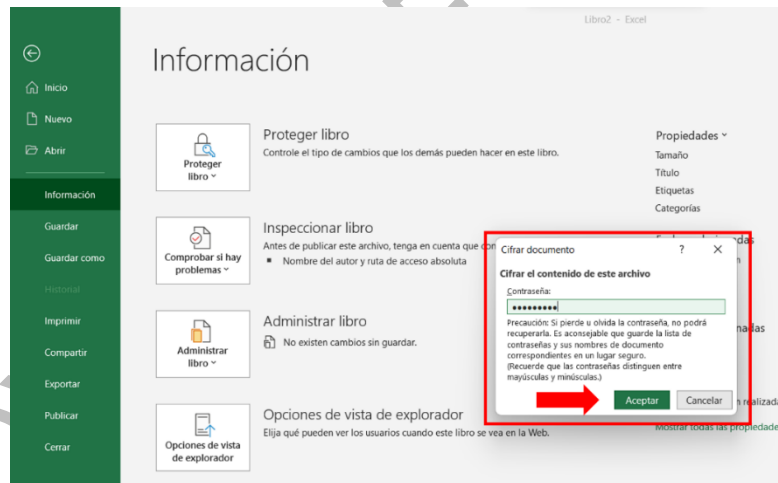 Libro2 - Excel
Información
Inicio
Nuevo
Abrir
Información
Guardar
Guardar como
Historial
Imprimir
Compartir
Exportar
Publicar
Cerrar
Proteger libro
Proteger libro
Controle el tipo de cambios que los demás pueden hacer en este libro.
Comprobar si hay
problemas
Inspeccionar libro
Antes de publicar este archivo, tenga en cuenta que
Nombre del autor y ruta de acceso absoluta
Administrar
libro
Administrar libro
No existen cambios sin guardar.
Opciones de vista
de explorador
Opciones de vista de explorador
Elija qué pueden ver los usuarios cuando este libro se vea en la Web.
Propiedades
Tamaño
Título
Etiquetas
Categorías
Cifrar documento ? X
Cifrar el contenido de este archivo
Contraseña:
•••••••••
Precaución: Si pierde u olvida la contraseña, no podrá
recuperarla. Es aconsejable que guarde la lista de
contraseñas y sus nombres de documento
correspondientes en un lugar seguro.
(Recuerde que las contraseñas distinguen entre
mayúsculas y minúsculas.)
Aceptar Cancelar
Mostrar todas las propiedade